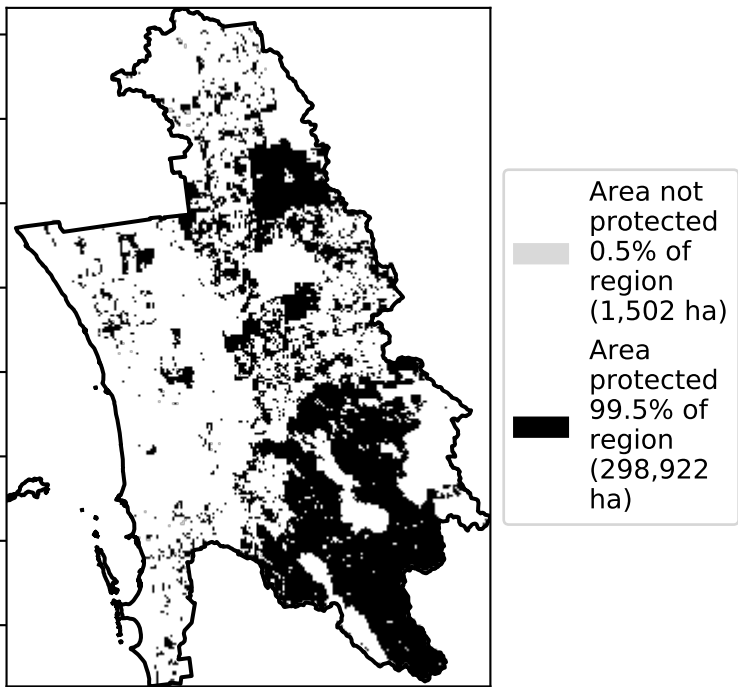 Area not
protected
0.5% of
region
(1,502 ha)
Area
protected
99.5% of
region
(298,922
ha)